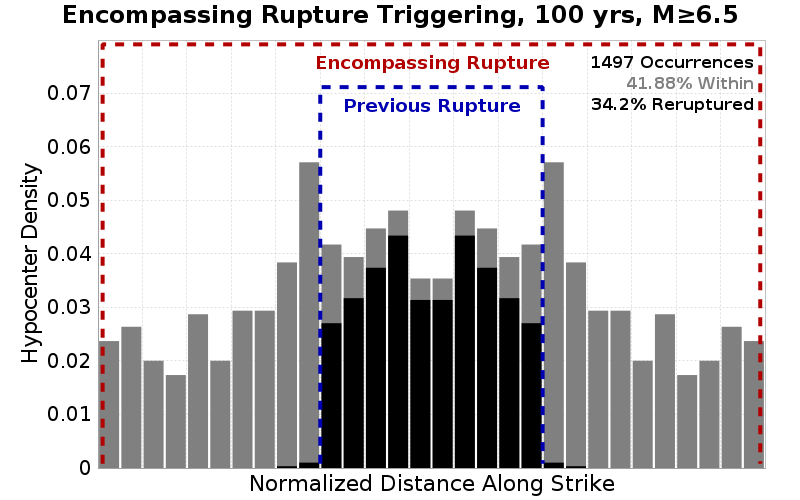 Encompassing Rupture Triggering, 100 yrs, M≥6.5
Encompassing Rupture
1497 Occurrences
41.88% Within
34.2% Reruptured
Previous Rupture
Hypocenter Density
0.07
0.06
0.05
0.04
0.03
0.02
0.01
0
Normalized Distance Along Strike